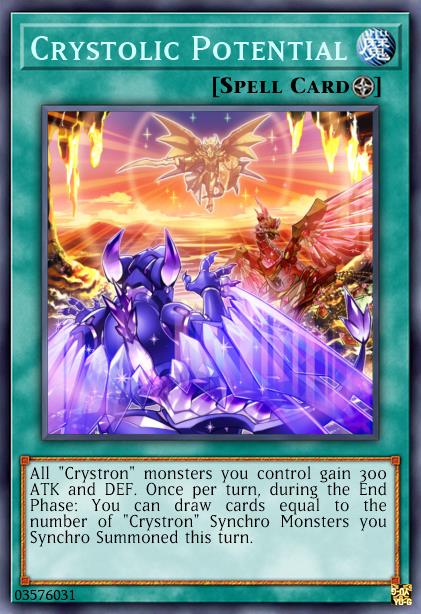 Crystolic Potential
魔
[Spell Card]
All "Crystron" monsters you control gain 300
ATK and DEF. Once per turn, during the End
Phase: You can draw cards equal to the
number of "Crystron" Synchro Monsters you
Synchro Summoned this turn.
03576031